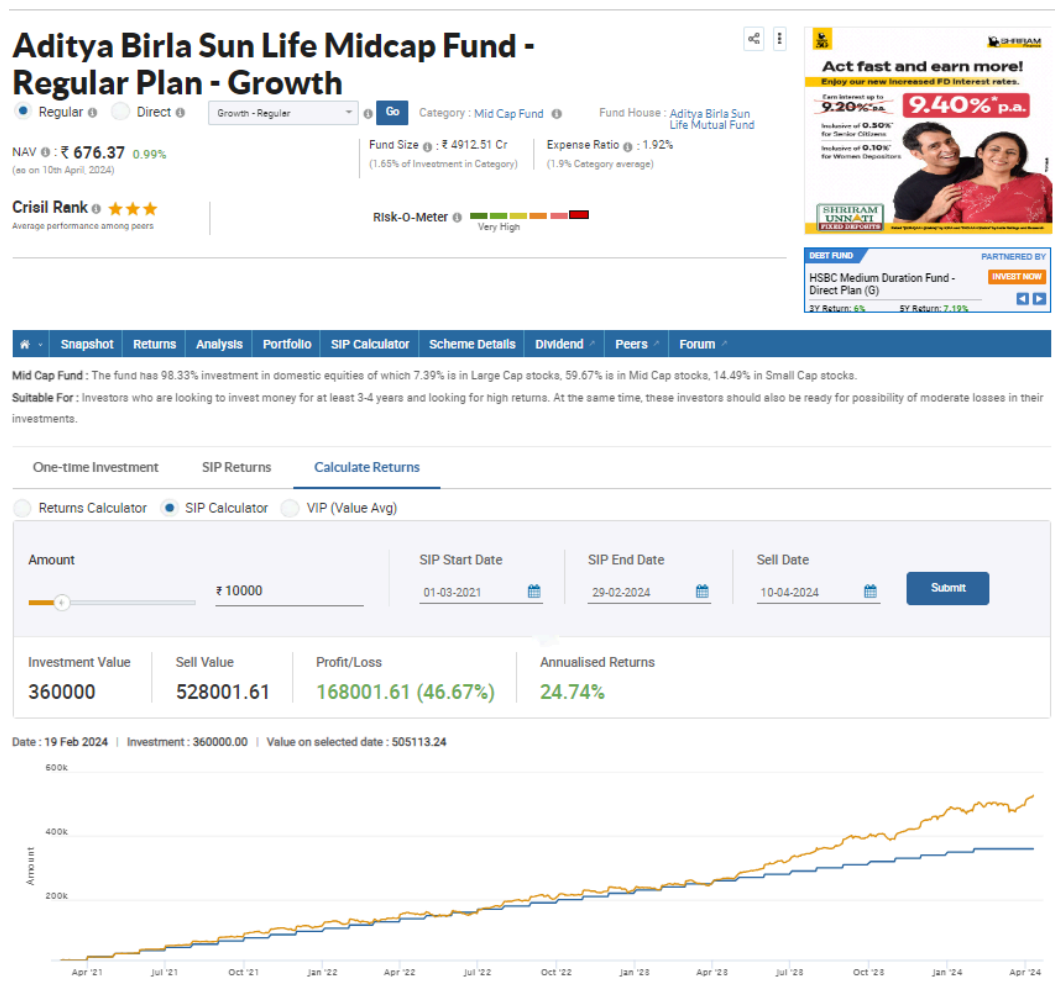 Aditya Birla Sun Life Midcap Fund -
Regular Plan - Growth
Regular Direct Growth - Regular Go Category : Mid Cap Fund Fund House : Aditya Birla Sun
Life Mutual Fund
NAV : ₹ 676.37 0.99%
(as on 10th April, 2024)
Fund Size : ₹ 4912.51 Cr
(1.65% of Investment in Category)
Expense Ratio : 1.92%
(1.9% Category average)
Crisil Rank
Average performance among peers
Risk-O-Meter
Very High
SHRIRAM
Finance
Act fast and earn more!
Enjoy our new increased FD interest rates.
Earn interest up to
9.20%*p.a.
9.40%*p.a.
Inclusive of 0.50%*
for Senior Citizens
Inclusive of 0.10%*
for Women Depositors
SHRIRAM
UNNATI
FIXED DEPOSITS
DEBT FUND PARTNERED BY
HSBC Medium Duration Fund -
Direct Plan (G)
INVEST NOW
3Y Return: 6% 5Y Return: 7.19%
Snapshot Returns Analysis Portfolio SIP Calculator Scheme Details Dividend Peers Forum
Mid Cap Fund : The fund has 98.33% investment in domestic equities of which 7.39% is in Large Cap stocks, 59.67% is in Mid Cap stocks, 14.49% in Small Cap stocks.
Suitable For : Investors who are looking to invest money for at least 3-4 years and looking for high returns. At the same time, these investors should also be ready for possibility of moderate losses in their
investments.
One-time Investment SIP Returns Calculate Returns
Returns Calculator SIP Calculator VIP (Value Avg)
Amount SIP Start Date SIP End Date Sell Date
₹ 10000 01-03-2021 29-02-2024 10-04-2024 Submit
Investment Value Sell Value Profit/Loss Annualised Returns
360000 528001.61 168001.61 (46.67%) 24.74%
Date : 19 Feb 2024 | Investment : 360000.00 | Value on selected date : 505113.24
600k
400k
200k
Amount
Apr '21 Jul '21 Oct '21 Jan '22 Apr '22 Jul '22 Oct '22 Jan '23 Apr '23 Jul '23 Oct '23 Jan '24 Apr '24